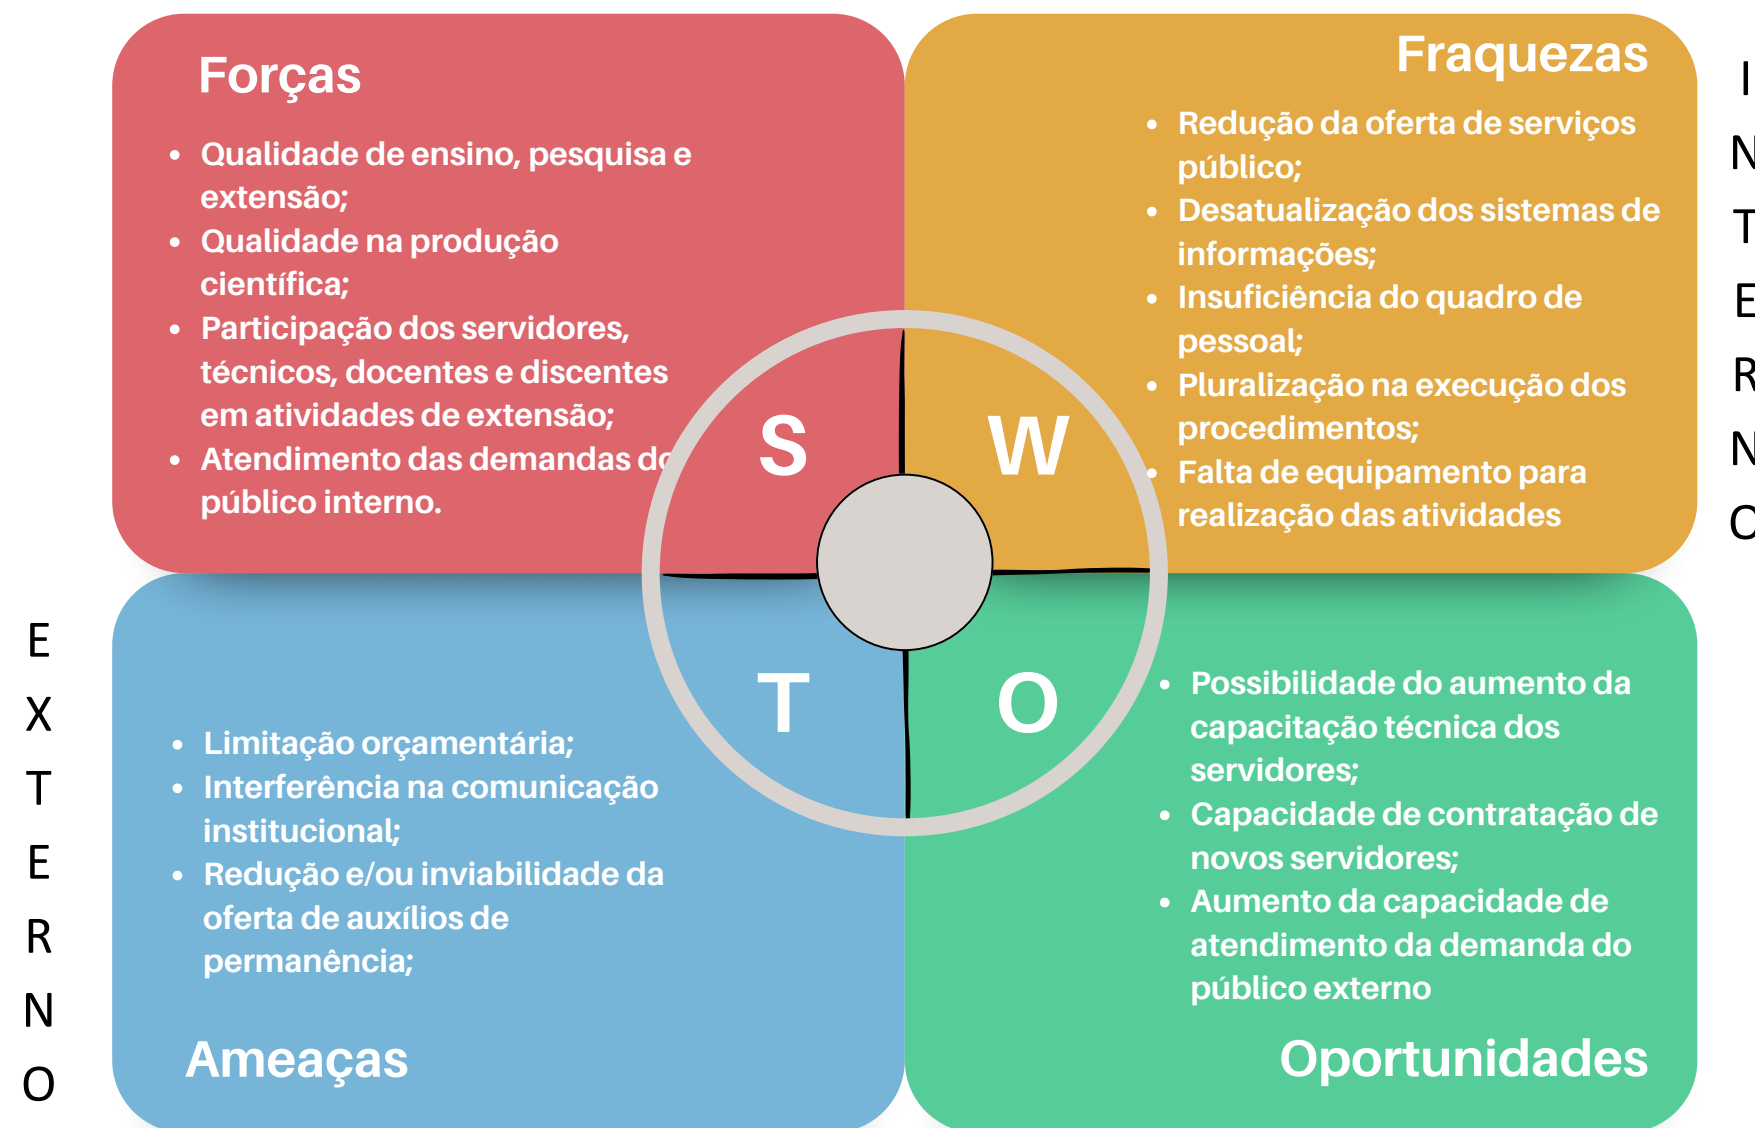 Forças
• Qualidade de ensino, pesquisa e
extensão;
• Qualidade na produção
científica;
• Participação dos servidores,
técnicos, docentes e discentes
em atividades de extensão;
• Atendimento das demandas do
público interno.
Fraquezas
• Redução da oferta de serviços
público;
• Desatualização dos sistemas de
informações;
• Insuficiência do quadro de
pessoal;
• Pluralização na execução dos
procedimentos;
• Falta de equipamento para
realização das atividades
I
N
T
E
R
N
O
S
W
T
O
E
X
T
E
R
N
O
• Limitação orçamentária;
• Interferência na comunicação
institucional;
• Redução e/ou inviabilidade da
oferta de auxílios de
permanência;
Ameaças
• Possibilidade do aumento da
capacitação técnica dos
servidores;
• Capacidade de contratação de
novos servidores;
• Aumento da capacidade de
atendimento da demanda do
público externo
Oportunidades